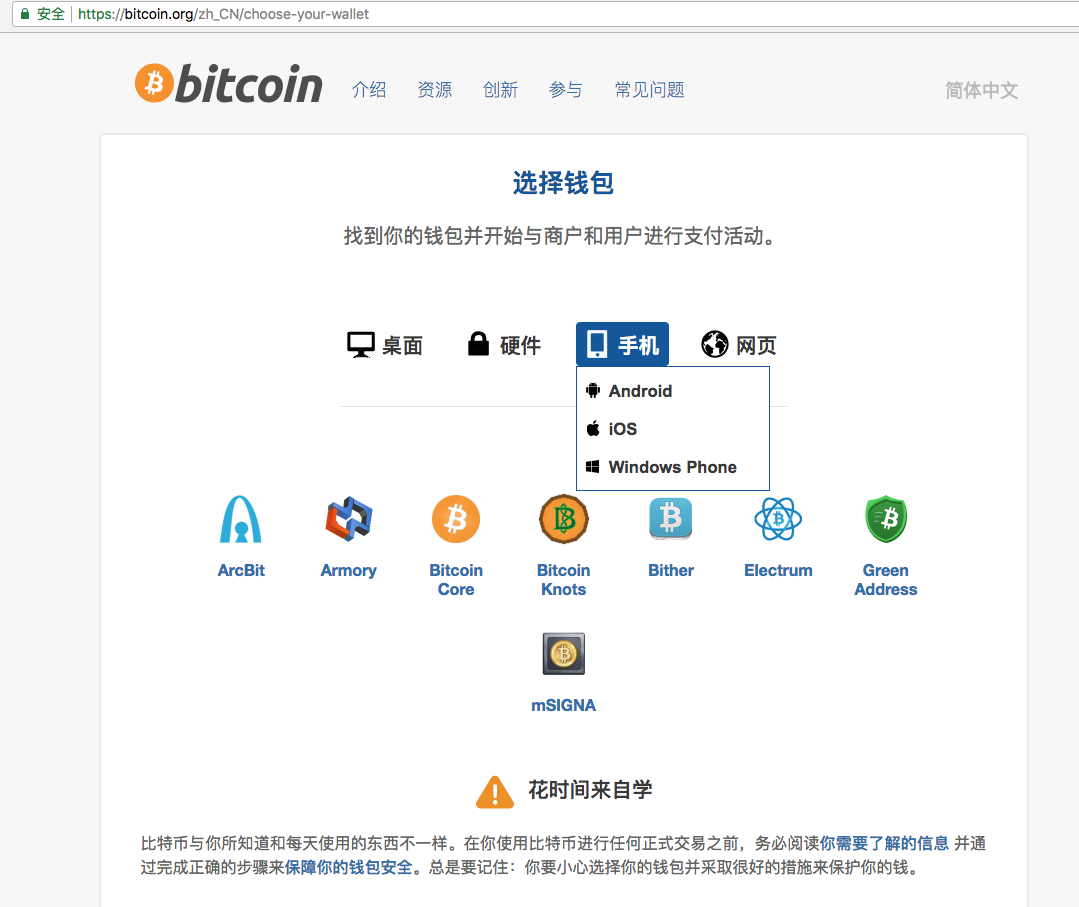 安全 https://bitcoin.org/zh_CN/choose-your-wallet
bitcoin 介绍 资源 创新 参与 常见问题 简体中文
选择钱包
找到你的钱包并开始与商户和用户进行支付活动。
桌面 硬件 手机 网页
Android
iOS
Windows Phone
ArcBit Armory Bitcoin Core Bitcoin Knots Bither Electrum Green Address
mSIGNA
花时间来自学
比特币与你所知道和每天使用的东西不一样。在你使用比特币进行任何正式交易之前，务必阅读你需要了解的信息 并通
过完成正确的步骤来保障你的钱包安全。总是要记住：你要小心选择你的钱包并采取很好的措施来保护你的钱。